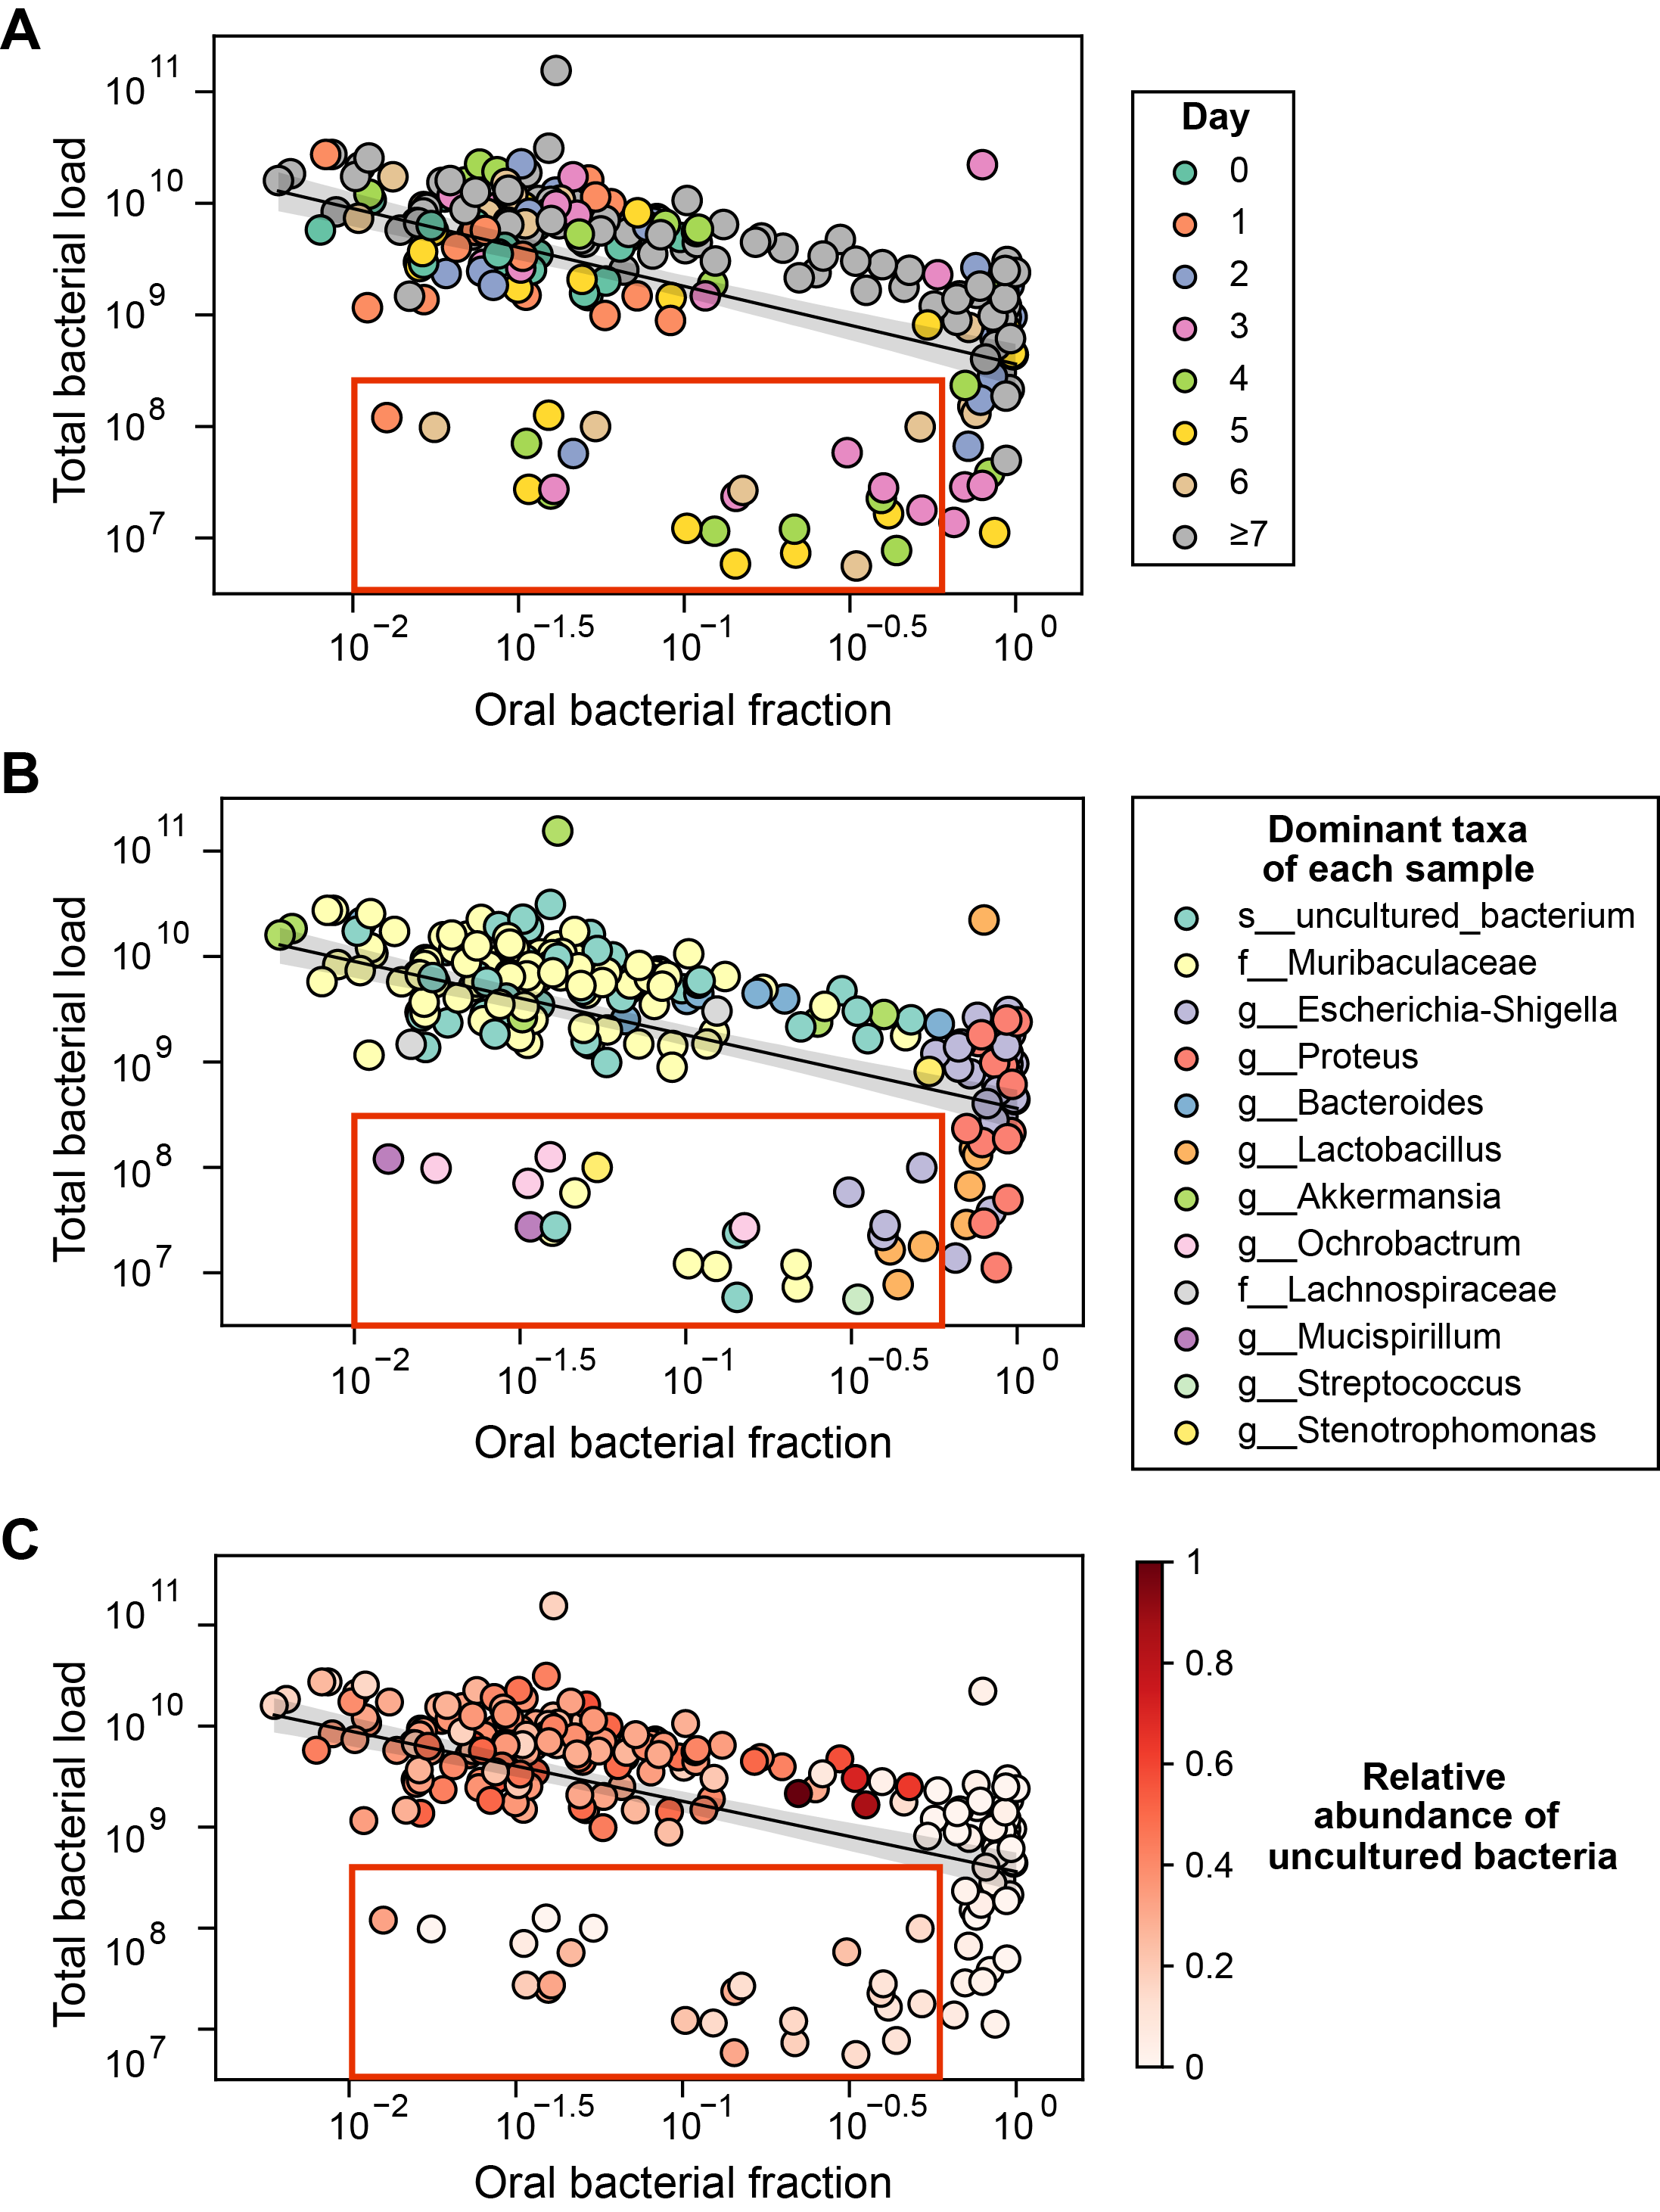 A
Total bacterial load
10^11
10^10
10^9
10^8
10^7
10^−2
10^−1.5
10^−1
10^−0.5
10^0
Oral bacterial fraction
Day
0
1
2
3
4
5
6
≥7
B
Total bacterial load
10^11
10^10
10^9
10^8
10^7
10^−2
10^−1.5
10^−1
10^−0.5
10^0
Oral bacterial fraction
Dominant taxa
of each sample
s__uncultured_bacterium
f__Muribaculaceae
g__Escherichia-Shigella
g__Proteus
g__Bacteroides
g__Lactobacillus
g__Akkermansia
g__Ochrobactrum
f__Lachnospiraceae
g__Mucispirillum
g__Streptococcus
g__Stenotrophomonas
C
Total bacterial load
10^11
10^10
10^9
10^8
10^7
10^−2
10^−1.5
10^−1
10^−0.5
10^0
Oral bacterial fraction
1
0.8
0.6
0.4
0.2
0
Relative
abundance of
uncultured bacteria